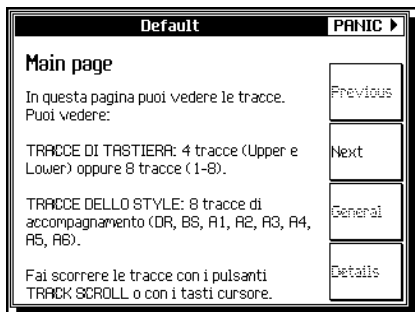 Default
PANIC
Main page
Previous
In questa pagina puoi vedere le tracce.
Puoi vedere:
TRACCE DI TASTIERA: 4 tracce (Upper e
Lower) oppure 8 tracce (1-8).
Next
TRACCE DELLO STYLE: 8 tracce di
accompagnamento (DR, BS, A1, A2, A3, A4,
A5, A6).
General
Fai scorrere le tracce con i pulsanti
TRACK SCROLL o con i tasti cursore.
Details